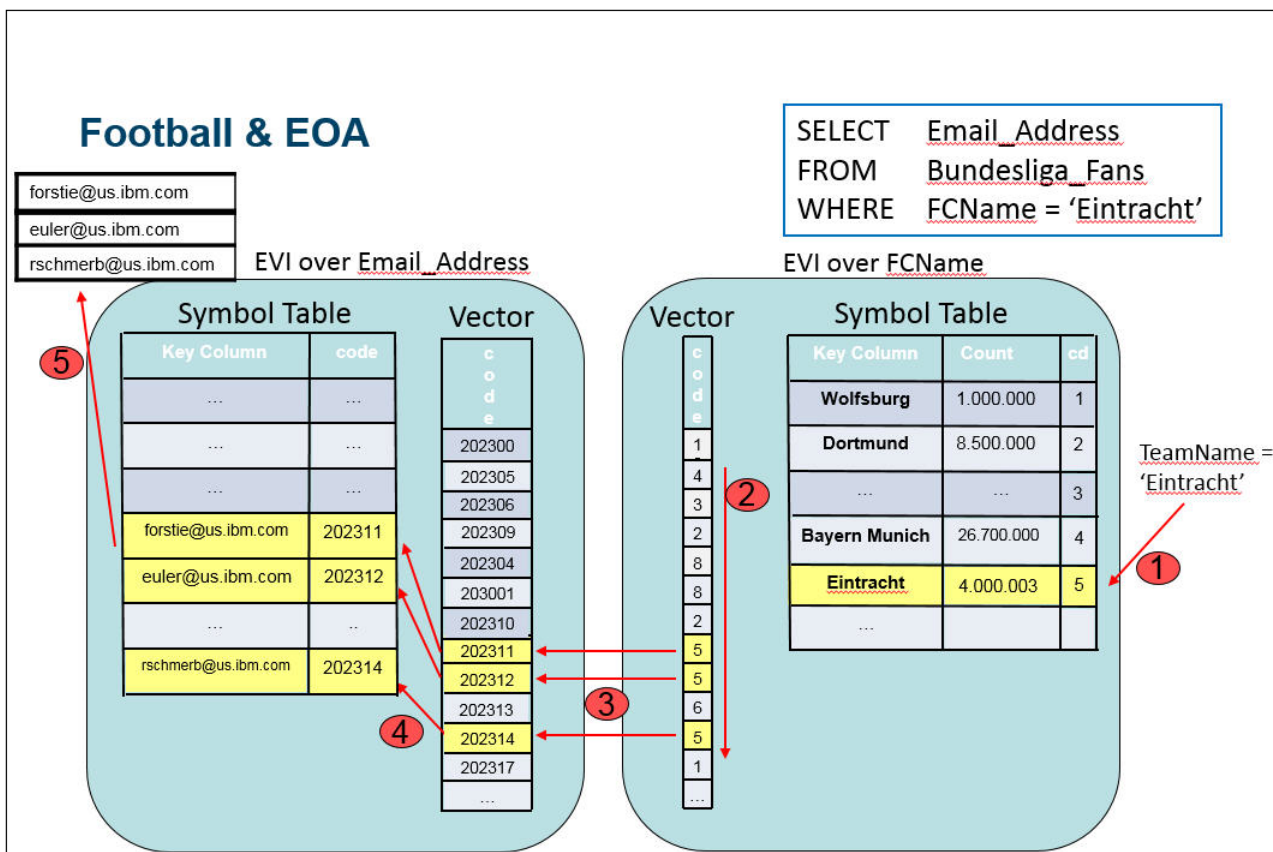 Football & EOA
SELECT Email_Address
FROM Bundesliga_Fans
WHERE FCName = ‘Eintracht’
forstie@us.ibm.com
euler@us.ibm.com
rschmerb@us.ibm.com
EVI over Email_Address
EVI over FCName
Symbol Table
Vector
Key Column code
... ...
... ...
... ...
forstie@us.ibm.com 202311
euler@us.ibm.com 202312
... ..
rschmerb@us.ibm.com 202314
code
202300
202305
202306
202309
202304
203001
202310
202311
202312
202313
202314
202317
...
Vector
Symbol Table
code
1
4
3
2
8
8
2
5
5
6
5
1
...
Key Column Count cd
Wolfsburg 1.000.000 1
Dortmund 8.500.000 2
... ... 3
Bayern Munich 26.700.000 4
Eintracht 4.000.003 5
...
TeamName =
‘Eintracht’
1
2
3
4
5